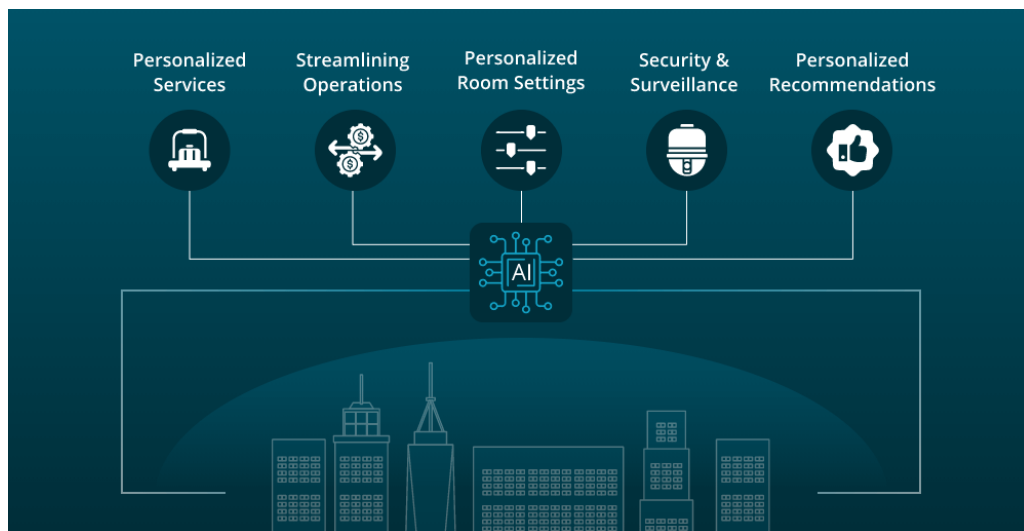 Personalized
Services
Streamlining
Operations
Personalized
Room Settings
Security &
Surveillance
Personalized
Recommendations
$
$
AI